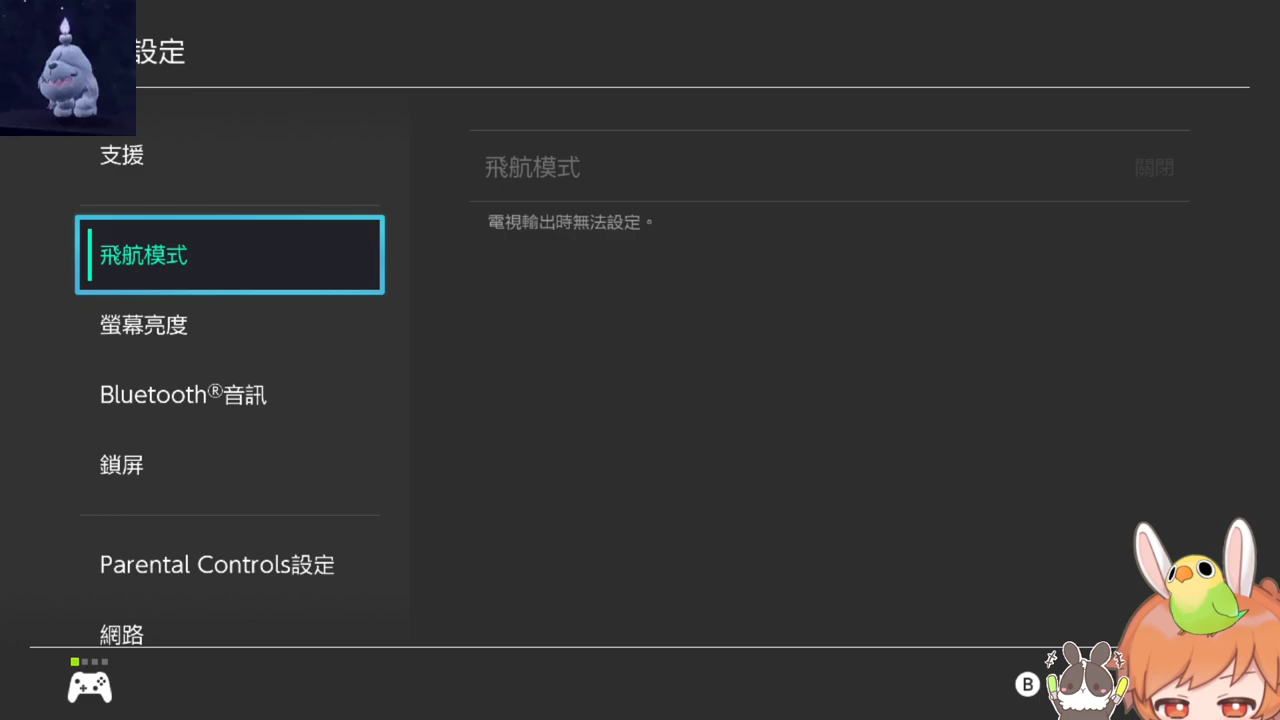 設定
支援
飛航模式
螢幕亮度
Bluetooth®音訊
鎖屏
Parental Controls設定
網路
飛航模式 關閉
電視輸出時無法設定。
B